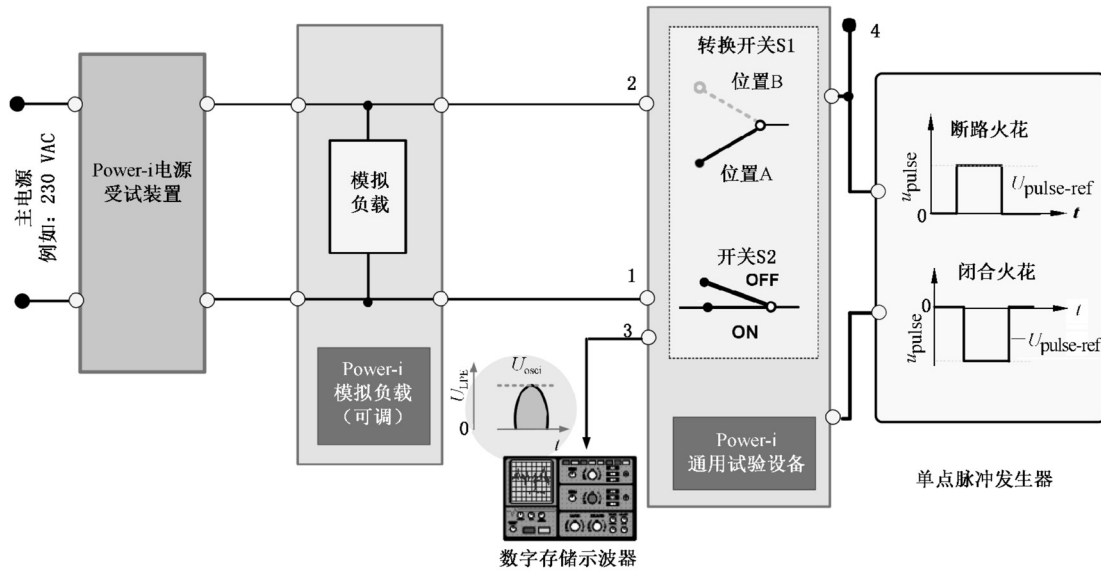 主电源
例如：230 VAC
Power-i电源
受试装置
模拟
负载
Power-i
模拟负载
（可调）
2
1
3
U_LPE
U_osci
0
t
数字存储示波器
转换开关S1
位置B
位置A
开关S2
OFF
ON
Power-i
通用试验设备
4
断路火花
u_pulse
U_pulse-ref
0
t
闭合火花
0
t
u_pulse
—U_pulse-ref
单点脉冲发生器